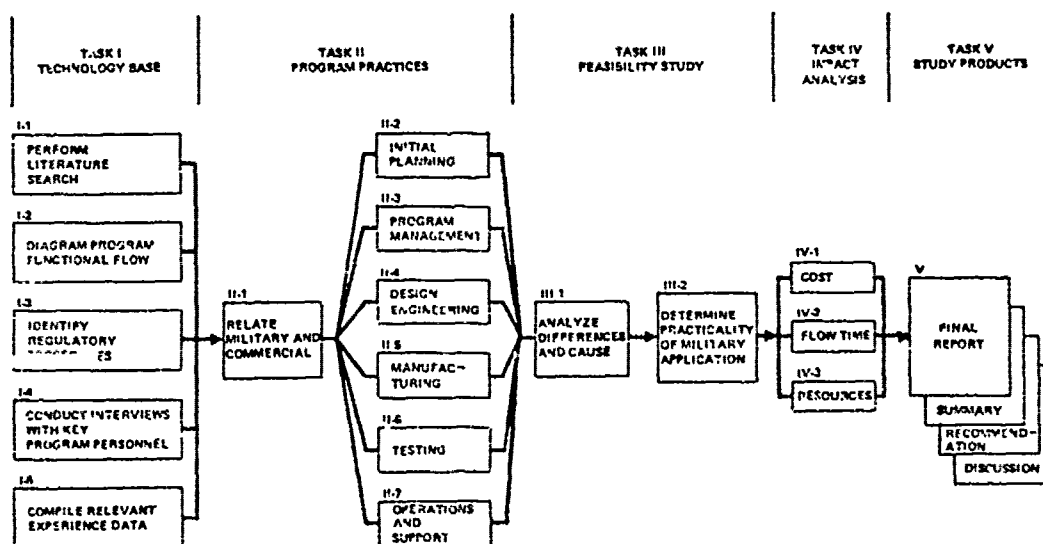 TASK I
TECHNOLOGY BASE
TASK II
PROGRAM PRACTICES
TASK III
FEASIBILITY STUDY
TASK IV
IMPACT
ANALYSIS
TASK V
STUDY PRODUCTS
I-1
PERFORM
LITERATURE
SEARCH
I-2
DIAGRAM PROGRAM
FUNCTIONAL FLOW
I-3
IDENTIFY
REGULATORY
I-4
CONDUCT INTERVIEWS
WITH KEY
PROGRAM PERSONNEL
I-5
COMPILE RELEVANT
EXPERIENCE DATA
II-1
RELATE
MILITARY AND
COMMERCIAL
II-2
INITIAL
PLANNING
II-3
PROGRAM
MANAGEMENT
II-4
DESIGN
ENGINEERING
II-5
MANUFAC-
TURING
II-6
TESTING
II-7
OPERATIONS
AND
SUPPORT
III-1
ANALYZE
DIFFERENCES
AND CAUSE
III-2
DETERMINE
PRACTICALITY
OF MILITARY
APPLICATION
IV-1
COST
IV-2
FLOW TIME
IV-3
RESOURCES
V
FINAL
REPORT
SUMMARY
RECOMMEND-
ATION
DISCUSSION